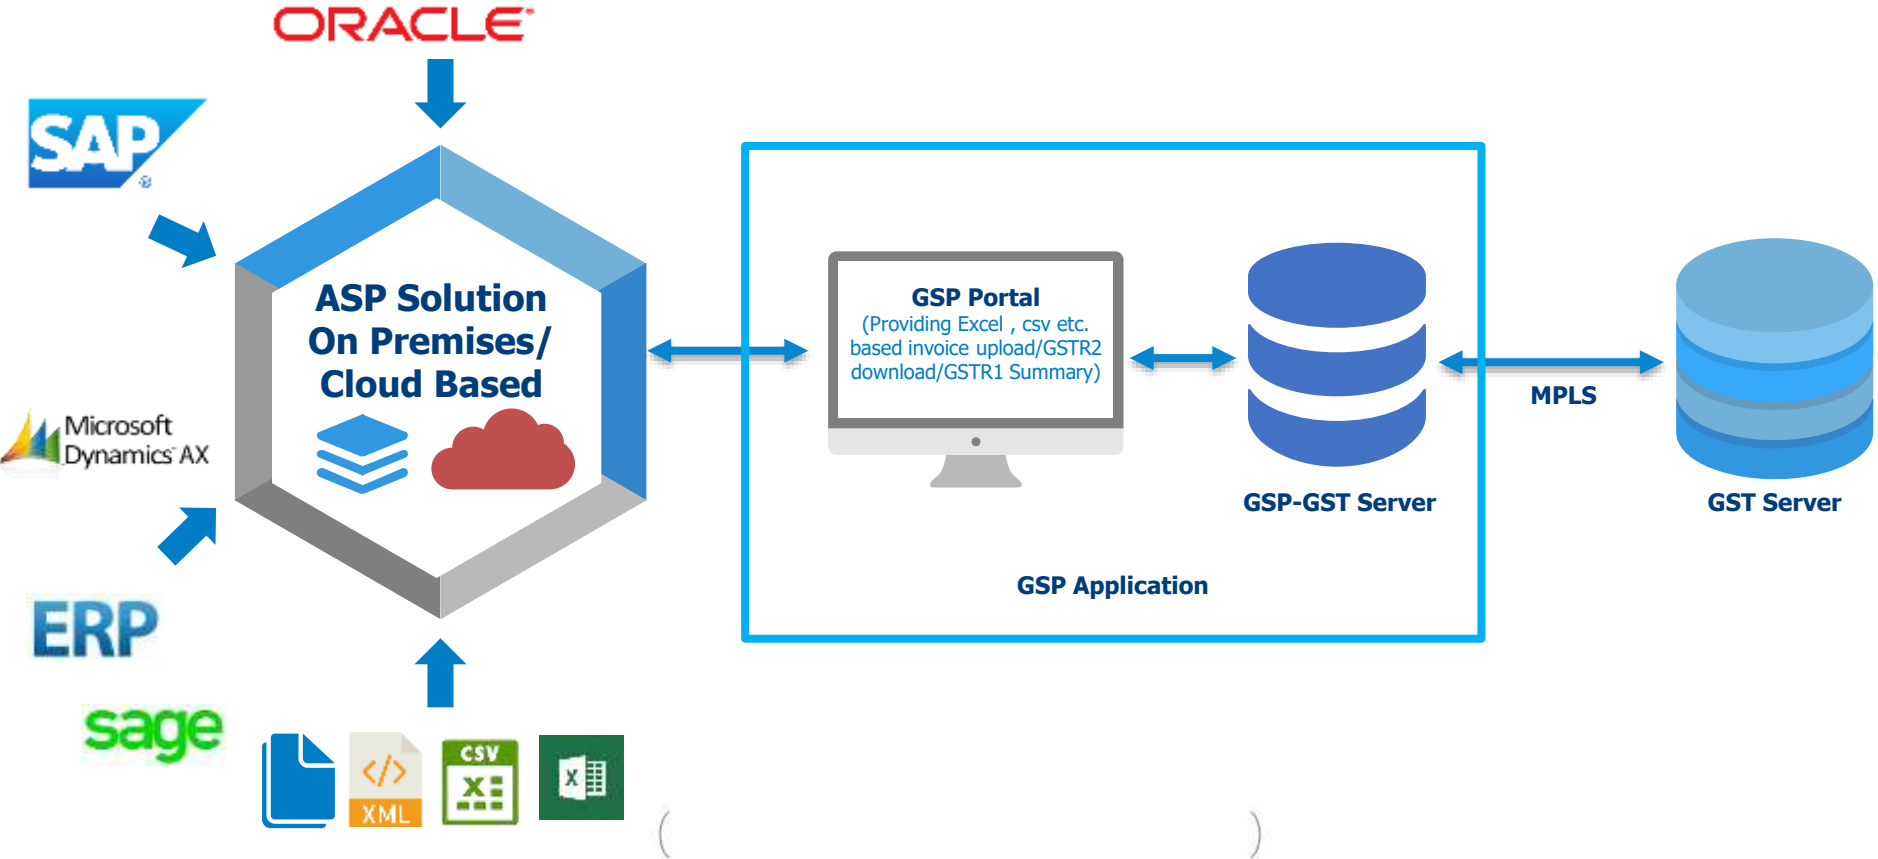 ORACLE
SAP
®
ASP Solution
On Premises/
Cloud Based
Microsoft
Dynamics AX
ERP
sage
XML
CSV
X
X
GSP Portal
(Providing Excel , csv etc.
based invoice upload/GSTR2
download/GSTR1 Summary)
GSP-GST Server
GSP Application
MPLS
GST Server
( )